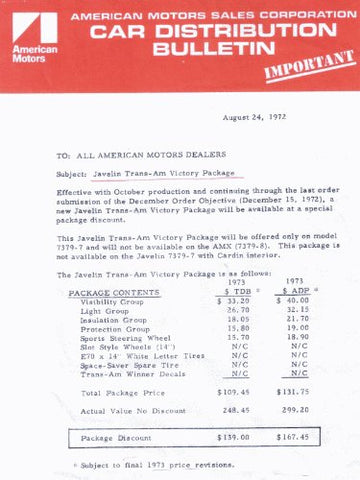 AMERICAN MOTORS SALES CORPORATION
CAR DISTRIBUTION
BULLETIN
American
Motors
IMPORTANT
August 24, 1972
TO: ALL AMERICAN MOTORS DEALERS
Subject: Javelin Trans-Am Victory Package
Effective with October production and continuing through the last order
submission of the December Order Objective (December 15, 1972), a
new Javelin Trans-Am Victory Package will be available at a special
package discount.
This Javelin Trans-Am Victory Package will be offered only on model
7379-7 and will not be available on the AMX (7379-8). This package is
not available on the Javelin 7379-7 with Cardin interior.
The Javelin Trans-Am Victory Package is as follows:
1973 1973
PACKAGE CONTENTS $ TDB * $ ADP *
Visibility Group $ 33.20 $ 40.00
Light Group 26.70 32.15
Insulation Group 18.05 21.70
Protection Group 15.80 19.00
Sports Steering Wheel 15.70 18.90
Slot Style Wheels (14") N/C N/C
E70 x 14" White Letter Tires N/C N/C
Space-Saver Spare Tire N/C N/C
Trans-Am Winner Decals N/C N/C
Total Package Price $109.45 $131.75
Actual Value No Discount 248.45 299.20
Package Discount $139.00 $167.45
* Subject to final 1973 price revisions.